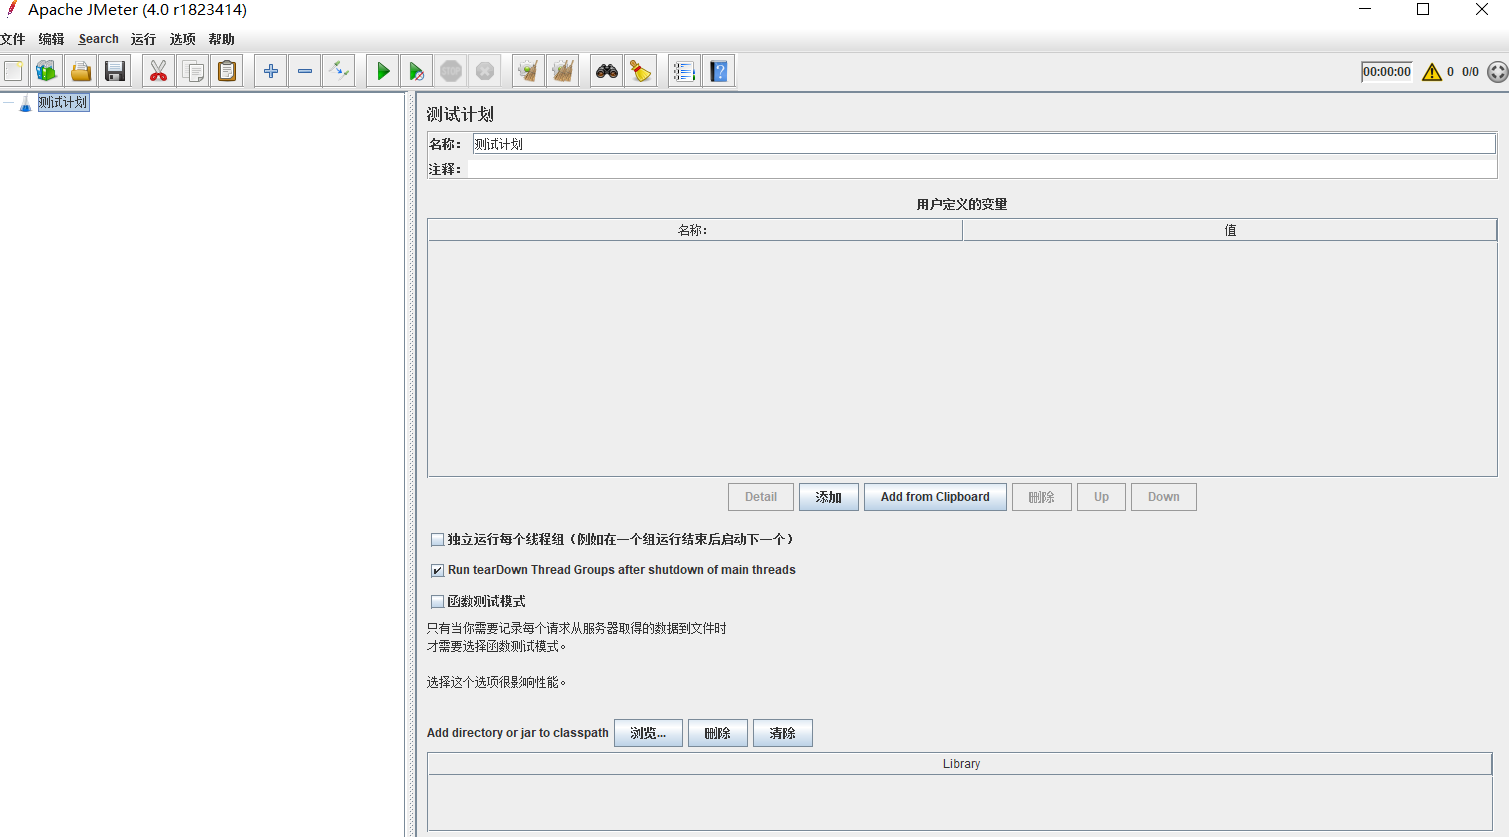 Apache JMeter (4.0 r1823414)
文件 编辑 Search 运行 选项 帮助
STOP
00:00:00 0 0/0
测试计划
测试计划
名称： 测试计划
注释：
用户定义的变量
名称： 值
Detail 添加 Add from Clipboard 删除 Up Down
独立运行每个线程组（例如在一个组运行结束后启动下一个）
Run tearDown Thread Groups after shutdown of main threads
函数测试模式
只有当你需要记录每个请求从服务器取得的数据到文件时
才需要选择函数测试模式。
选择这个选项很影响性能。
Add directory or jar to classpath 浏览... 删除 清除
Library